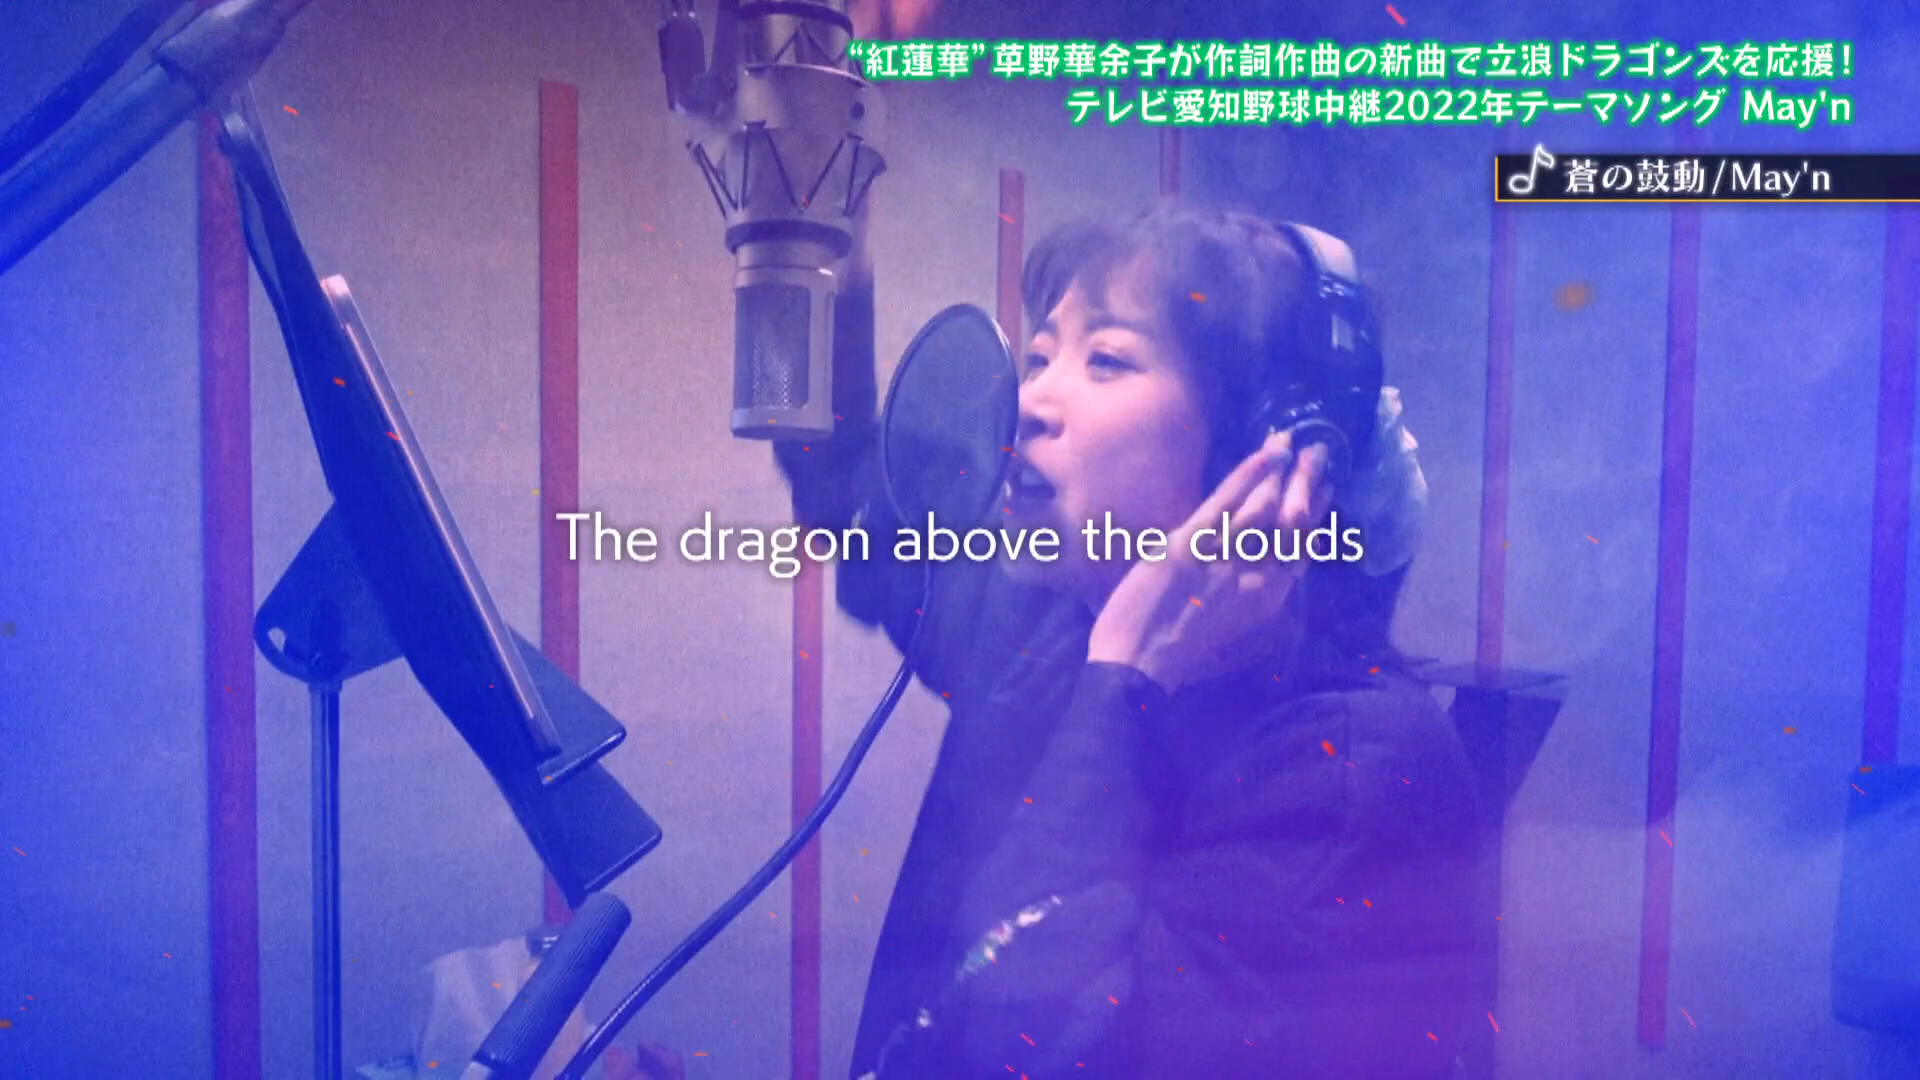 “紅蓮華”草野華余子が作詞作曲の新曲で立浪ドラゴンズを応援！
テレビ愛知野球中継2022年テーマソング May'n
♪蒼の鼓動/May'n
The dragon above the clouds